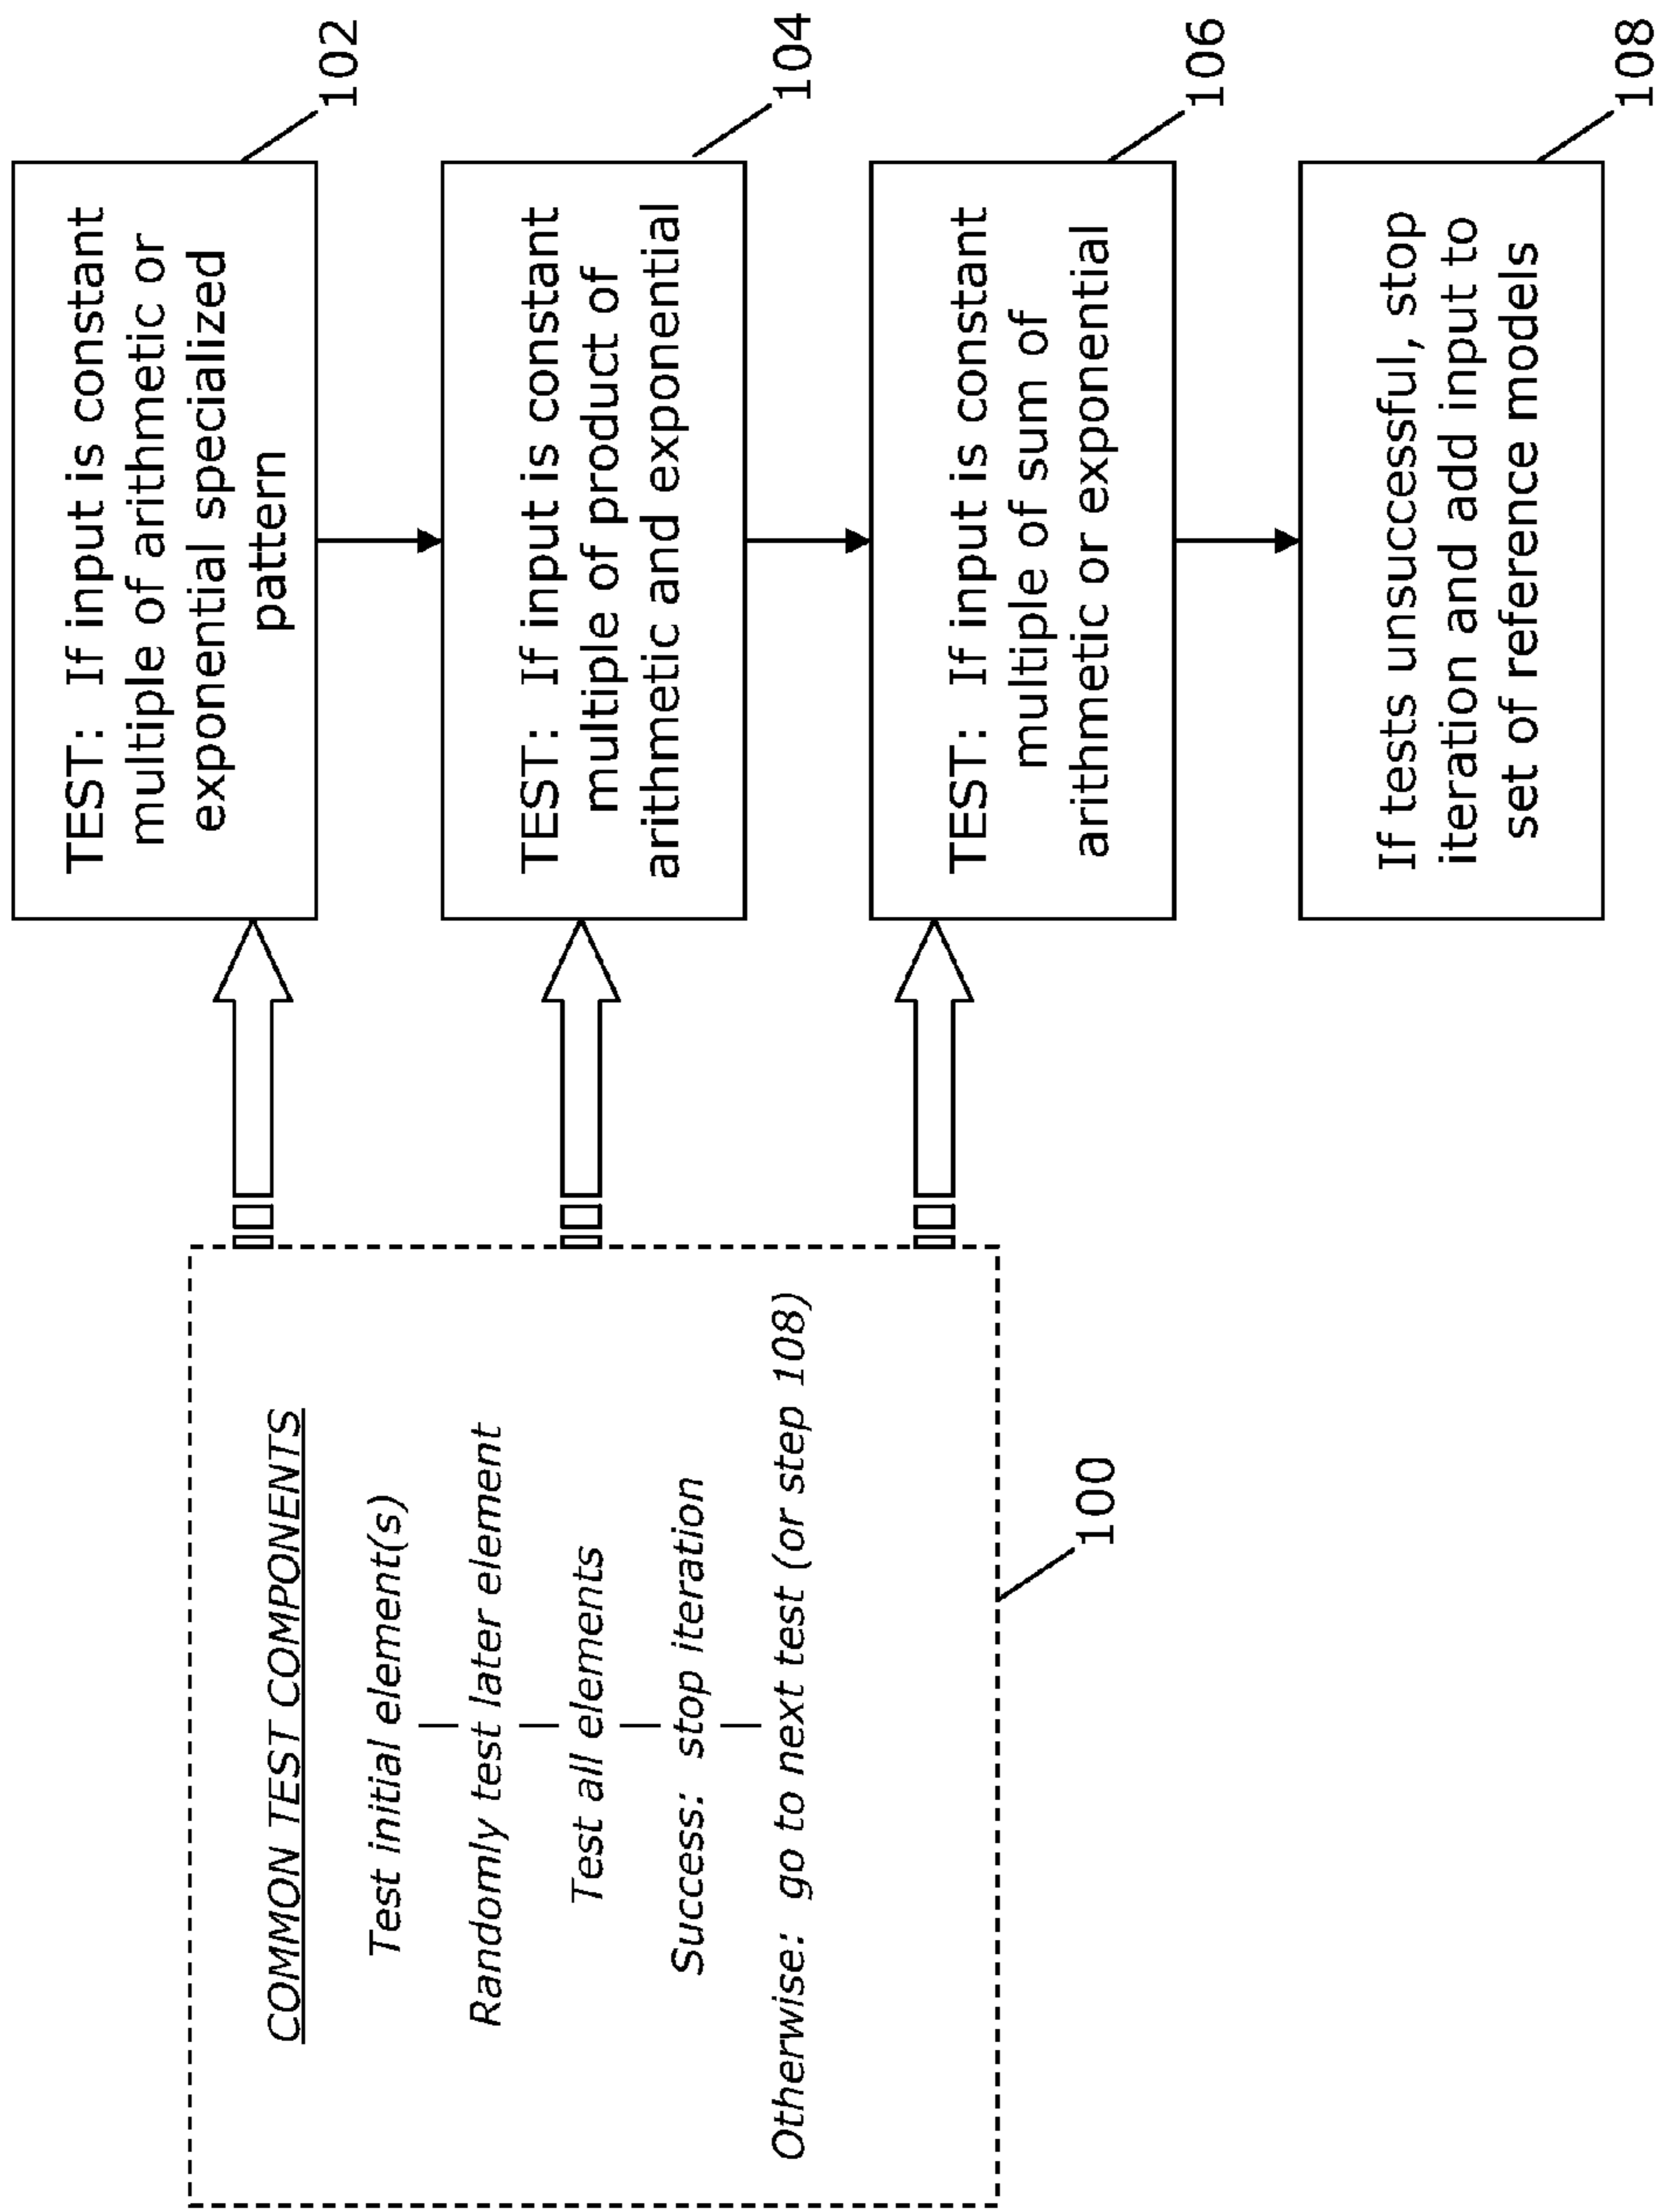 COMMON TEST COMPONENTS
Test initial element(s)
Randomly test later element
Test all elements
Success: stop iteration
Otherwise: go to next test (or step 108)
100
TEST: If input is constant
multiple of arithmetic or
exponential specialized
pattern
102
TEST: If input is constant
multiple of product of
arithmetic and exponential
104
TEST: If input is constant
multiple of sum of
arithmetic or exponential
106
If tests unsuccessful, stop
iteration and add input to
set of reference models
108